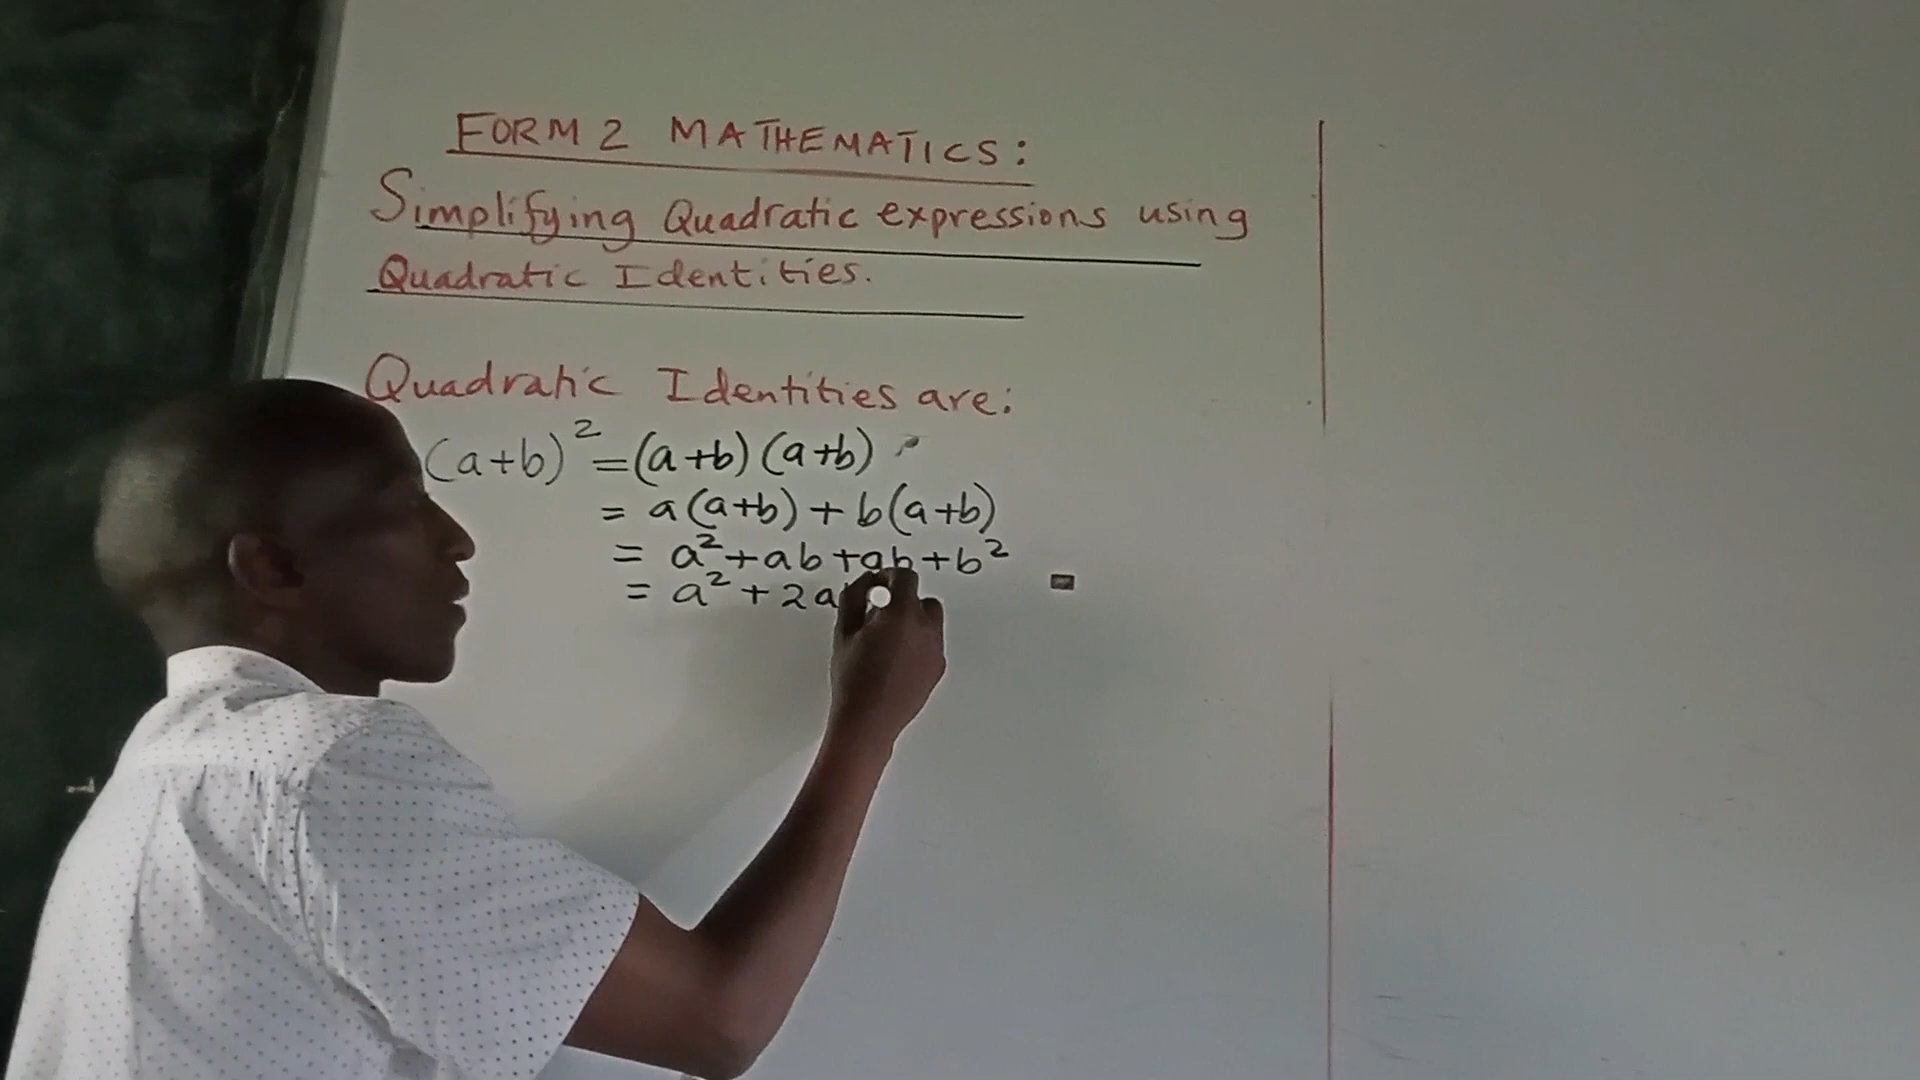 FORM 2 MATHEMATICS:
Simplifying Quadratic expressions using
Quadratic Identities.
Quadratic Identities are:
(a+b)² = (a+b)(a+b)
= a(a+b) + b(a+b)
= a² + ab + ab + b²
= a² + 2a